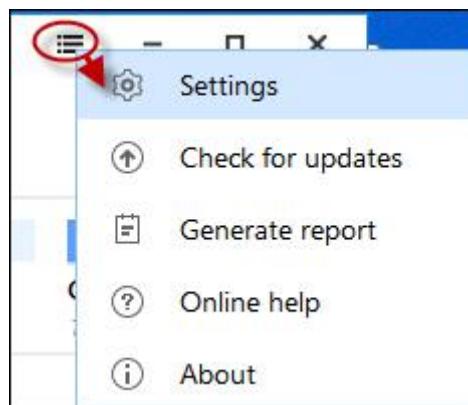 Settings
Check for updates
Generate report
Online help
About